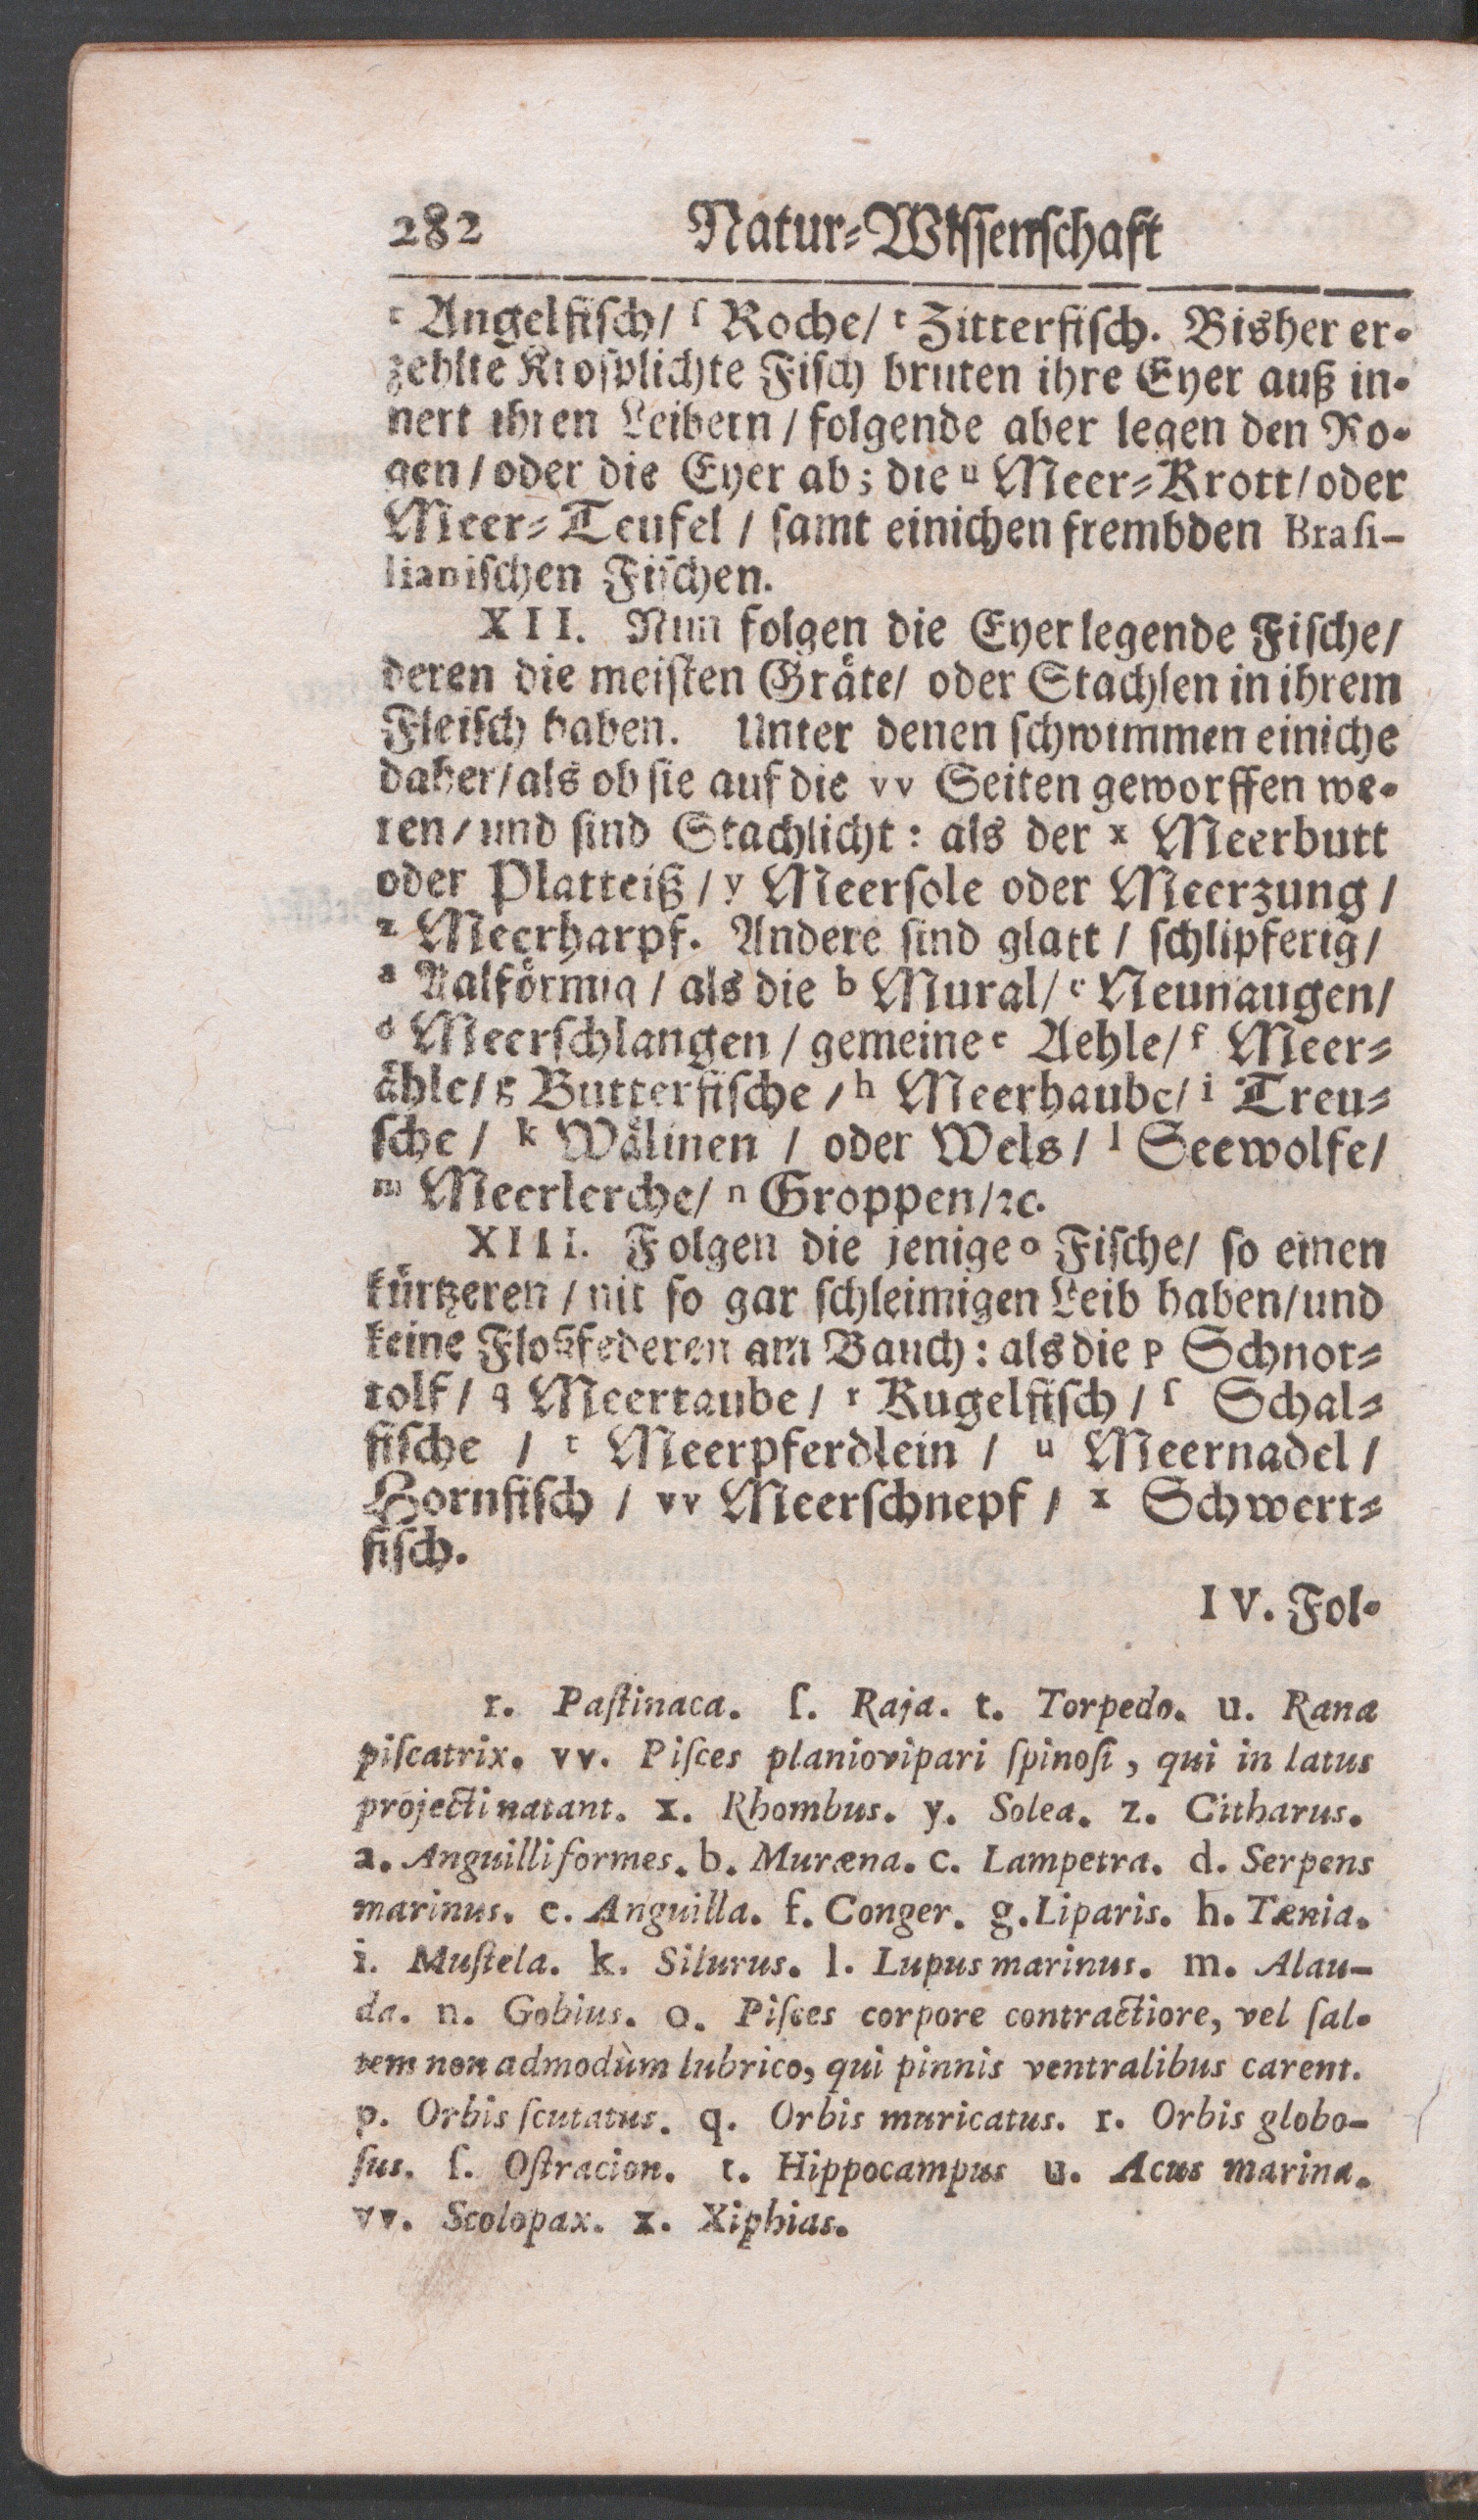 282 Natur-Wissenschaft
r Angelfisch/ ſ Roche/ t Zitterfisch. Bisher er-
zehlte Krosplichte Fisch bruten ihre Eyer auß in-
nert ihren Leibern / folgende aber legen den Ro-
gen / oder die Eyer ab; die u Meer-Krott/ oder
Meer-Teufel / samt einichen frembden Brasi-
lianischen Fischen.
XII. Nun folgen die Eyerlegende Fische/
deren die meisten Gräte/ oder Stachlen in ihrem
Fleisch haben. Unter denen schwimmen einiche
daher/ als ob sie auf die vv Seiten geworffen we-
ren/ und sind Stachlicht: als der x Meerbutt
oder Platteiß / y Meersole oder Meerzung /
z Meerharpf. Andere sind glatt / schlipferig/
a Aalförmig / als die b Mural/ c Neunaugen/
d Meerschlangen / gemeine e Aehle/ f Meer-
ähle/ g Butterfische / h Meerhaube/ i Treu-
sche / k Wälinen / oder Wels / l Seewolfe/
m Meerlerche/ n Groppen/ ꝛc.
XIII. Folgen die jenige o Fische/ so einen
kürtzeren / nit so gar schleimigen Leib haben/ und
keine Floßfederen am Bauch: als die p Schnot-
tolf / q Meertaube / r Kugelfisch / ſ Schal-
fische / t Meerpferdlein / u Meernadel /
Hornfisch / vv Meerschnepf / x Schwert-
fisch.
IV. Fol-
r. Pastinaca. ſ. Raja. t. Torpedo. u. Rana
piscatrix. vv. Pisces planiovipari spinosi, qui in latus
projecti natant. x. Rhombus. y. Solea. z. Citharus.
a. Anguilliformes. b. Muræna. c. Lampetra. d. Serpens
marinus. e. Anguilla. f. Conger. g. Liparis. h. Tænia.
i. Mustela. k. Silurus. l. Lupus marinus. m. Alau-
da. n. Gobius. o. Pisces corpore contractiore, vel sal-
tem non admodùm lubrico, qui pinnis ventralibus carent.
p. Orbis scutatus. q. Orbis muricatus. r. Orbis globo-
sus. ſ. Ostracion. t. Hippocampus u. Acus marina.
vv. Scolopax. x. Xiphias.